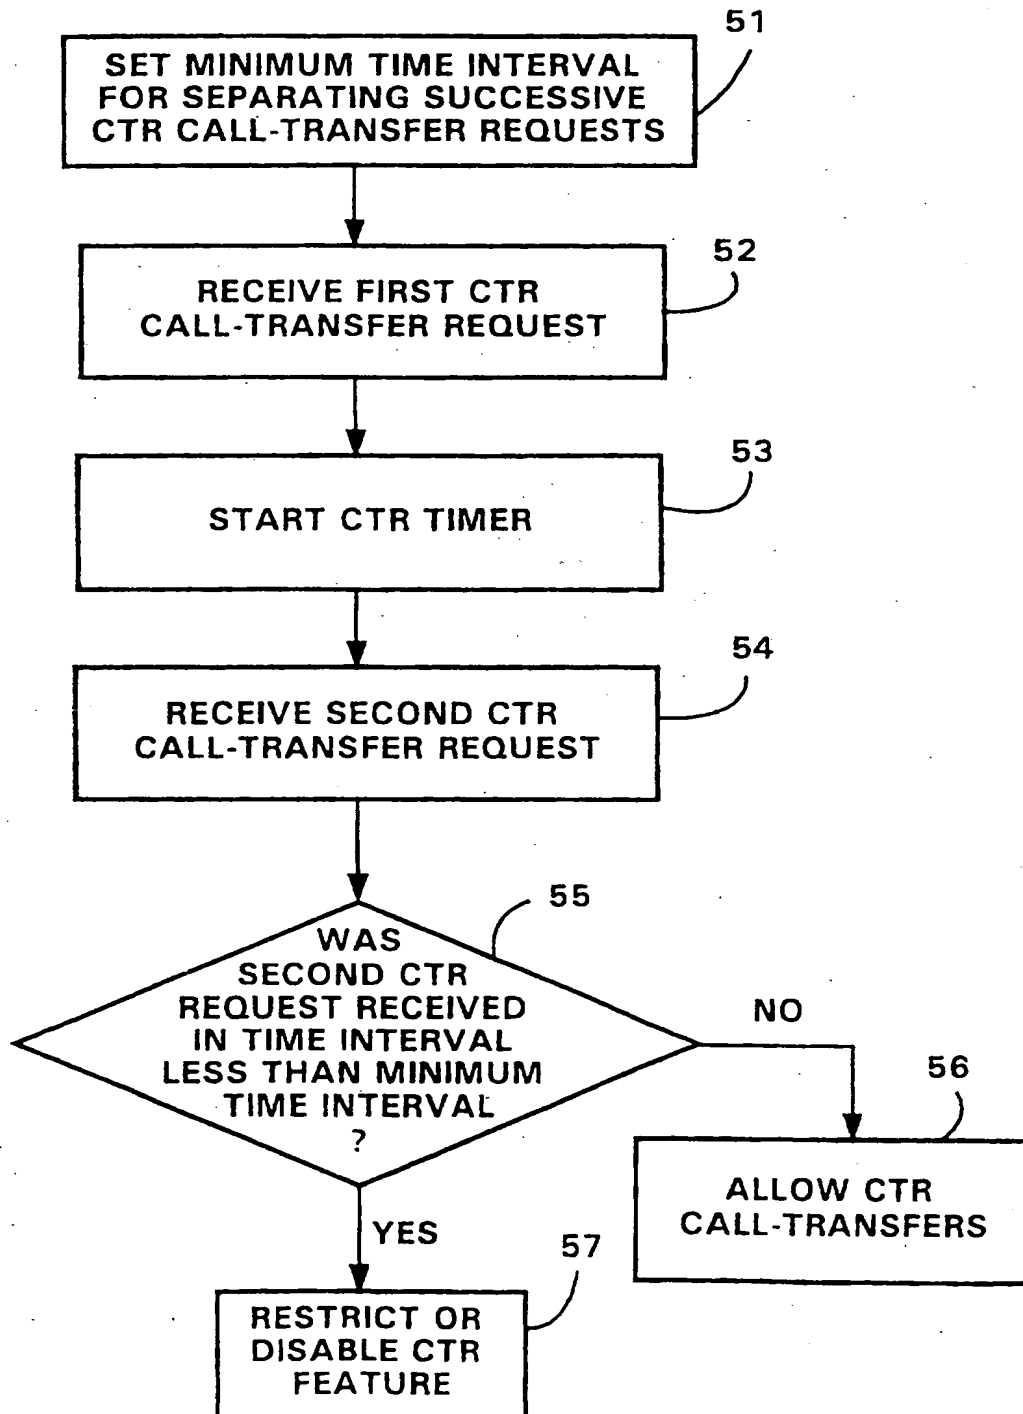 51
SET MINIMUM TIME INTERVAL
FOR SEPARATING SUCCESSIVE
CTR CALL-TRANSFER REQUESTS
52
RECEIVE FIRST CTR
CALL-TRANSFER REQUEST
53
START CTR TIMER
54
RECEIVE SECOND CTR
CALL-TRANSFER REQUEST
55
WAS
SECOND CTR
REQUEST RECEIVED
IN TIME INTERVAL
LESS THAN MINIMUM
TIME INTERVAL
?
NO
56
ALLOW CTR
CALL-TRANSFERS
YES
57
RESTRICT OR
DISABLE CTR
FEATURE